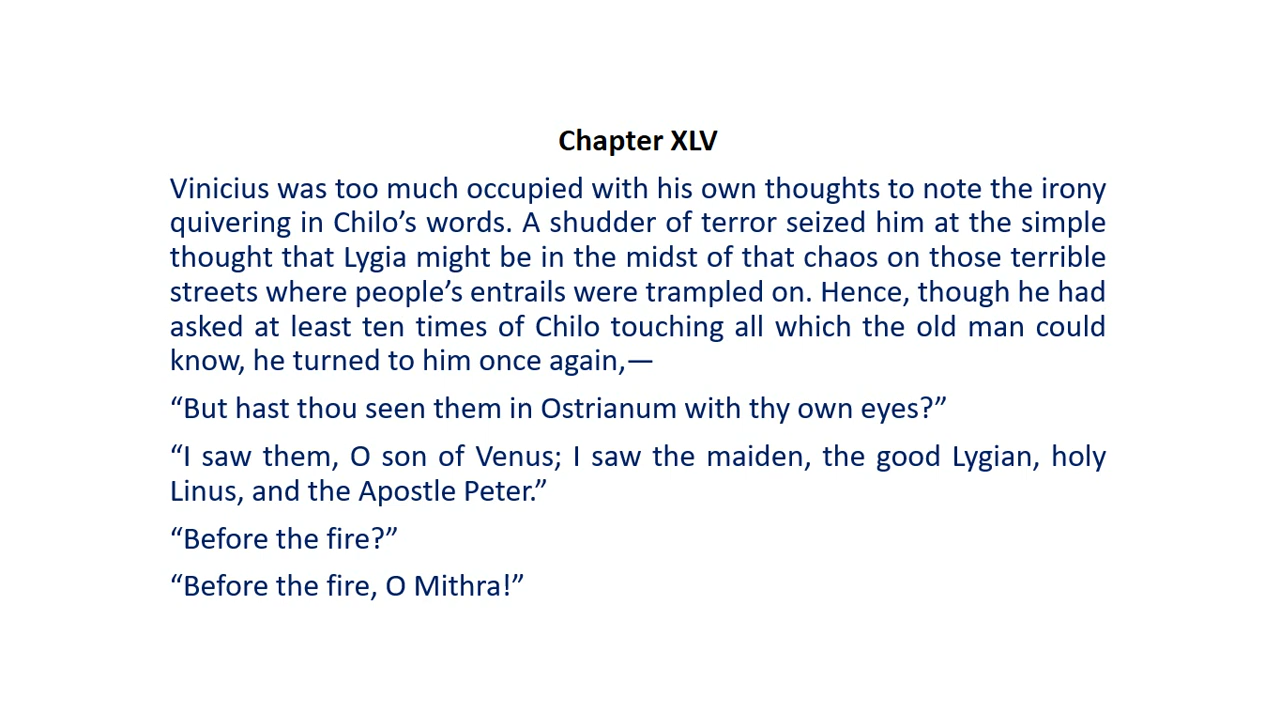 Chapter XLV
Vinicius was too much occupied with his own thoughts to note the irony
quivering in Chilo’s words. A shudder of terror seized him at the simple
thought that Lygia might be in the midst of that chaos on those terrible
streets where people’s entrails were trampled on. Hence, though he had
asked at least ten times of Chilo touching all which the old man could
know, he turned to him once again,—
“But hast thou seen them in Ostrianum with thy own eyes?”
“I saw them, O son of Venus; I saw the maiden, the good Lygian, holy
Linus, and the Apostle Peter.”
“Before the fire?”
“Before the fire, O Mithra!”